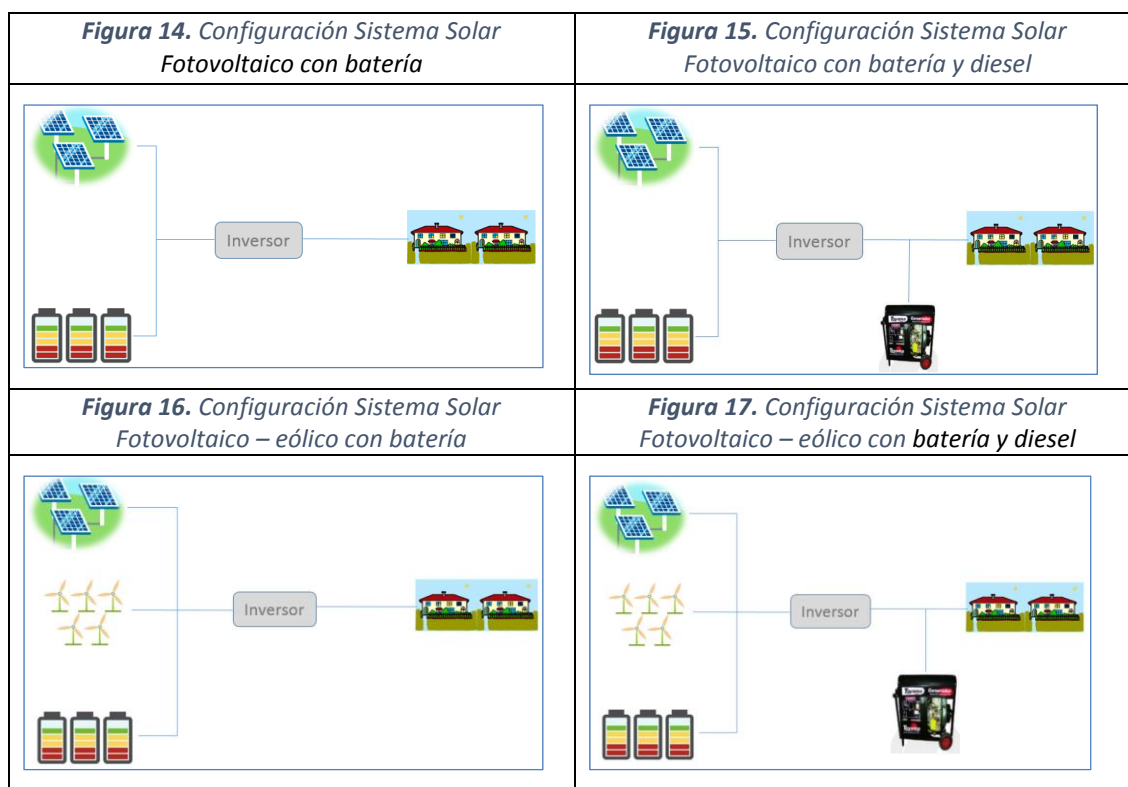 Figura 14. Configuración Sistema Solar
Fotovoltaico con batería
Figura 15. Configuración Sistema Solar
Fotovoltaico con batería y diesel
Inversor
Inversor
Figura 16. Configuración Sistema Solar
Fotovoltaico – eólico con batería
Figura 17. Configuración Sistema Solar
Fotovoltaico – eólico con batería y diesel
Inversor
Inversor